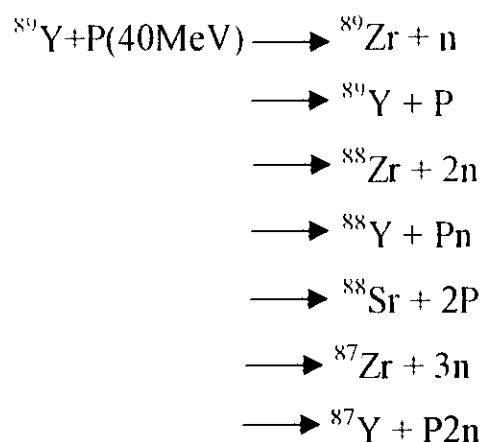 ⁸⁹Y+P(40MeV) ⟶ ⁸⁹Zr + n
⟶ ⁸⁹Y + P
⟶ ⁸⁸Zr + 2n
⟶ ⁸⁸Y + Pn
⟶ ⁸⁸Sr + 2P
⟶ ⁸⁷Zr + 3n
⟶ ⁸⁷Y + P2n